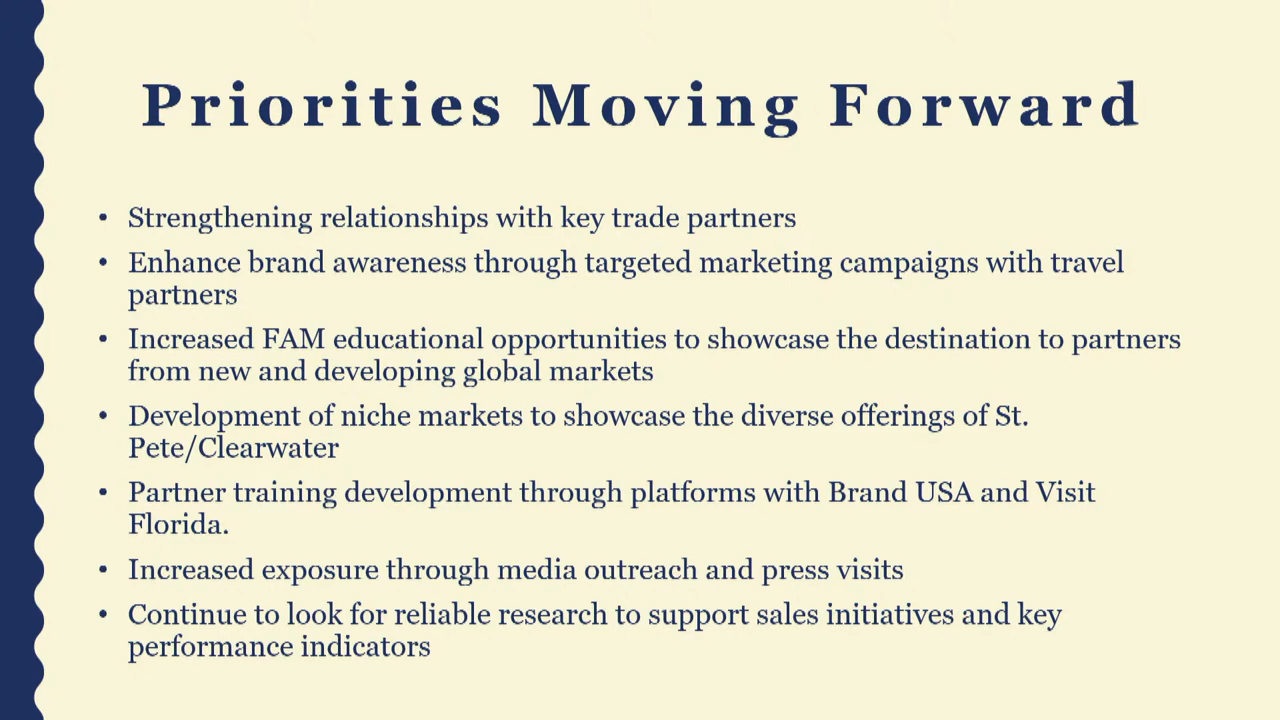 Priorities Moving Forward
• Strengthening relationships with key trade partners
• Enhance brand awareness through targeted marketing campaigns with travel
partners
• Increased FAM educational opportunities to showcase the destination to partners
from new and developing global markets
• Development of niche markets to showcase the diverse offerings of St.
Pete/Clearwater
• Partner training development through platforms with Brand USA and Visit
Florida.
• Increased exposure through media outreach and press visits
• Continue to look for reliable research to support sales initiatives and key
performance indicators